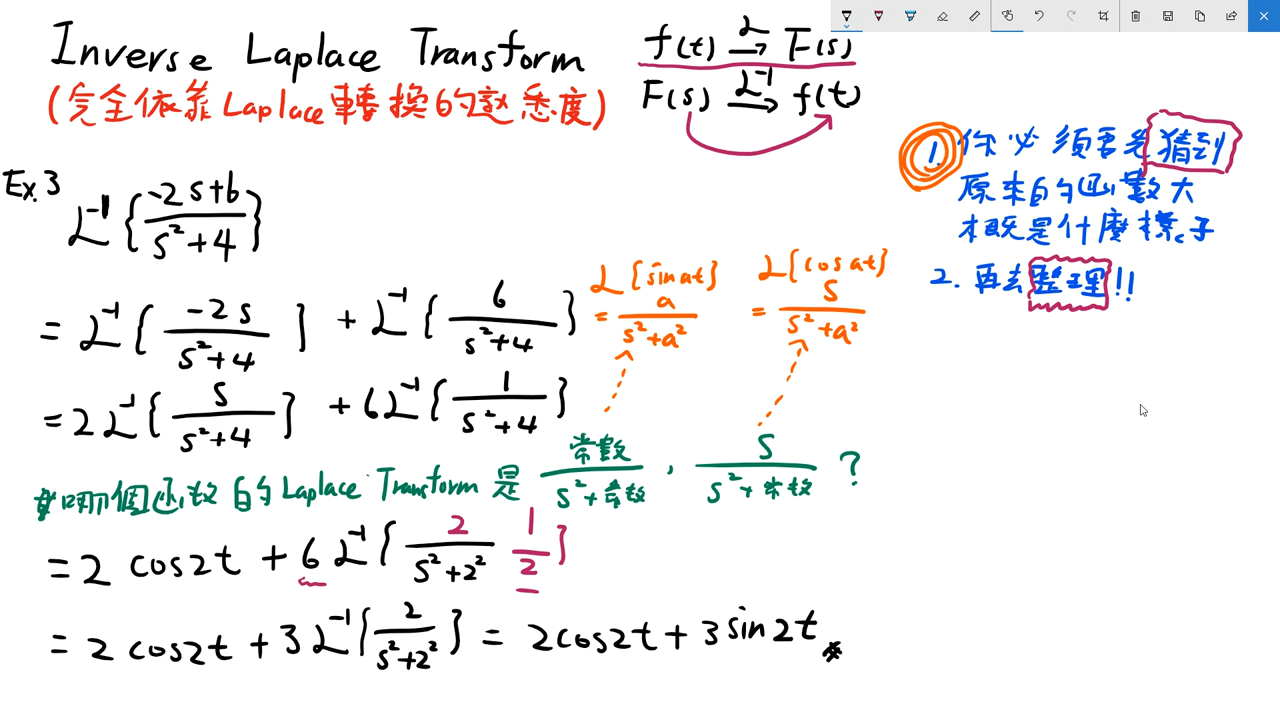 Inverse Laplace Transform
(完全依靠Laplace轉換的熟悉度)
f(t) ℒ→ F(s)
F(s) ℒ⁻¹→ f(t)
1. 你必須要先猜到
原來的函數大
概是什麼樣子
2. 再去整理!!
Ex.3 ℒ⁻¹{(-2s+6)/(s²+4)}
= ℒ⁻¹{(-2s)/(s²+4)} + ℒ⁻¹{6/(s²+4)}
ℒ{sin at} = a/(s²+a²)
ℒ{cos at} = s/(s²+a²)
= 2ℒ⁻¹{s/(s²+4)} + 6ℒ⁻¹{1/(s²+4)}
哪個函數的Laplace Transform是 常數/(s²+常數), s/(s²+常數) ?
= 2 cos2t + 6ℒ⁻¹{2/(s²+2²) 1/2}
= 2 cos2t + 3ℒ⁻¹{2/(s²+2²)} = 2cos2t + 3 sin2t